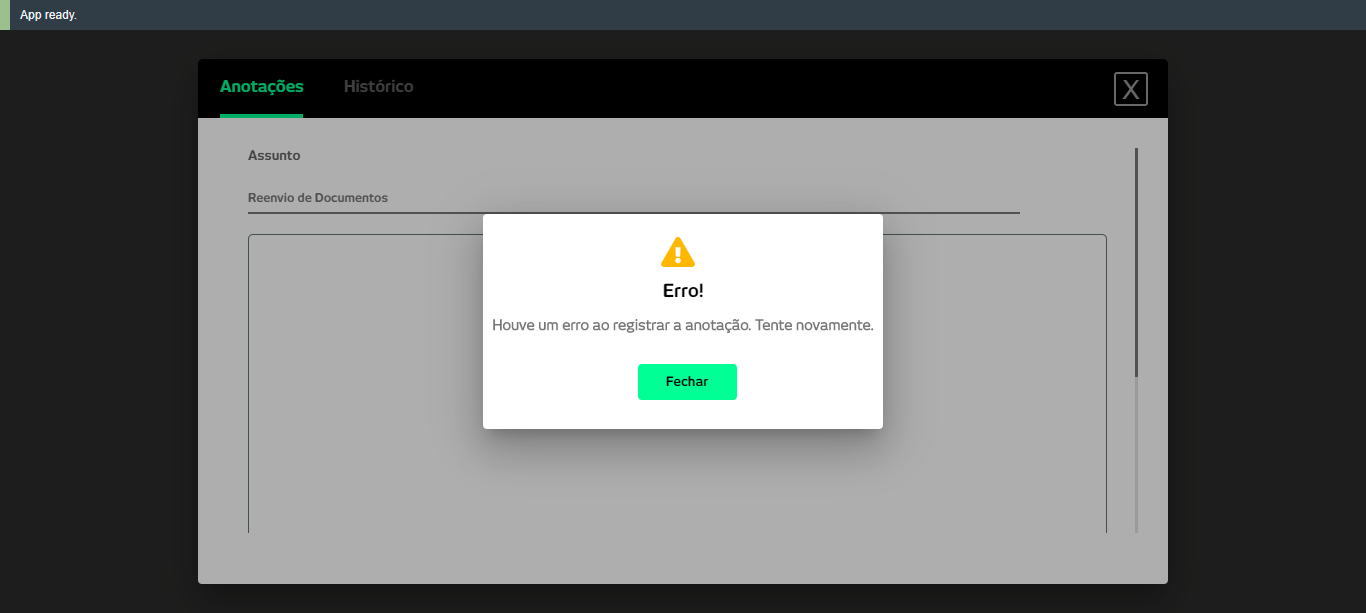 App ready.
Anotações
Histórico
X
Assunto
Reenvio de Documentos
Erro!
Houve um erro ao registrar a anotação. Tente novamente.
Fechar